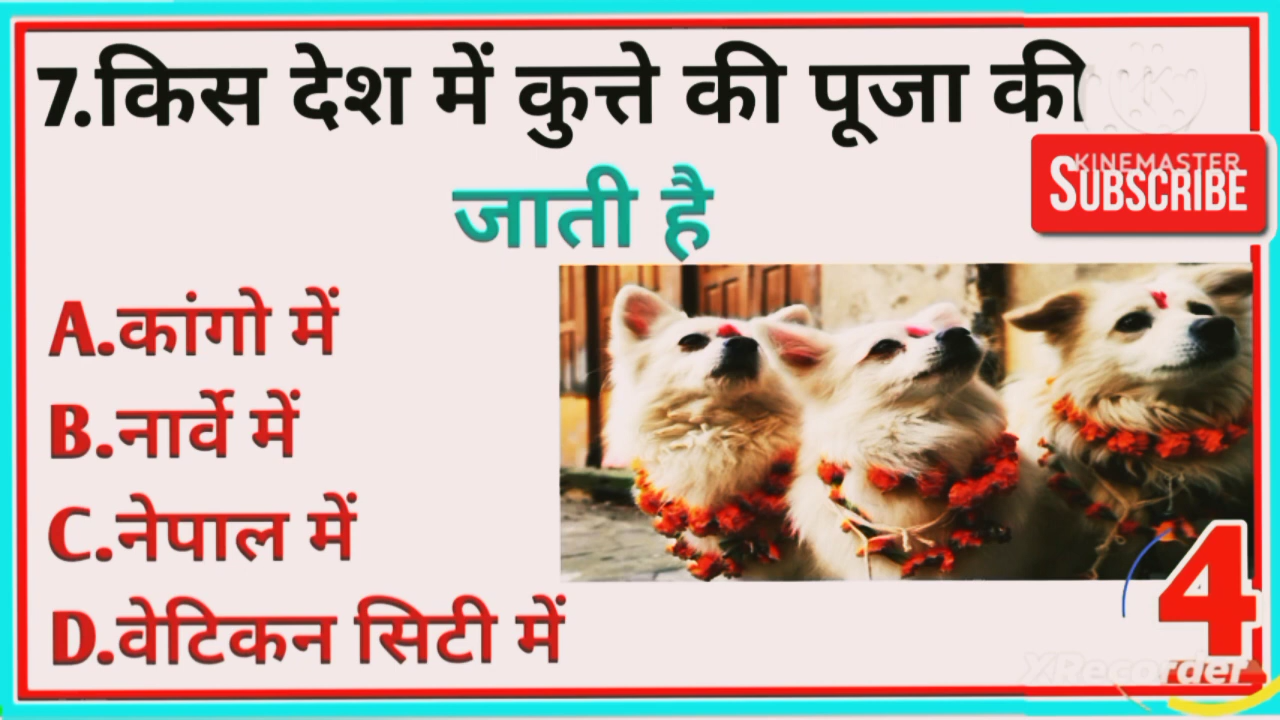 7.किस देश में कुत्ते की पूजा की
जाती है
KINEMASTER
SUBSCRIBE
A.कांगो में
B.नार्वे में
C.नेपाल में
D.वेटिकन सिटी में
4
XRecorder